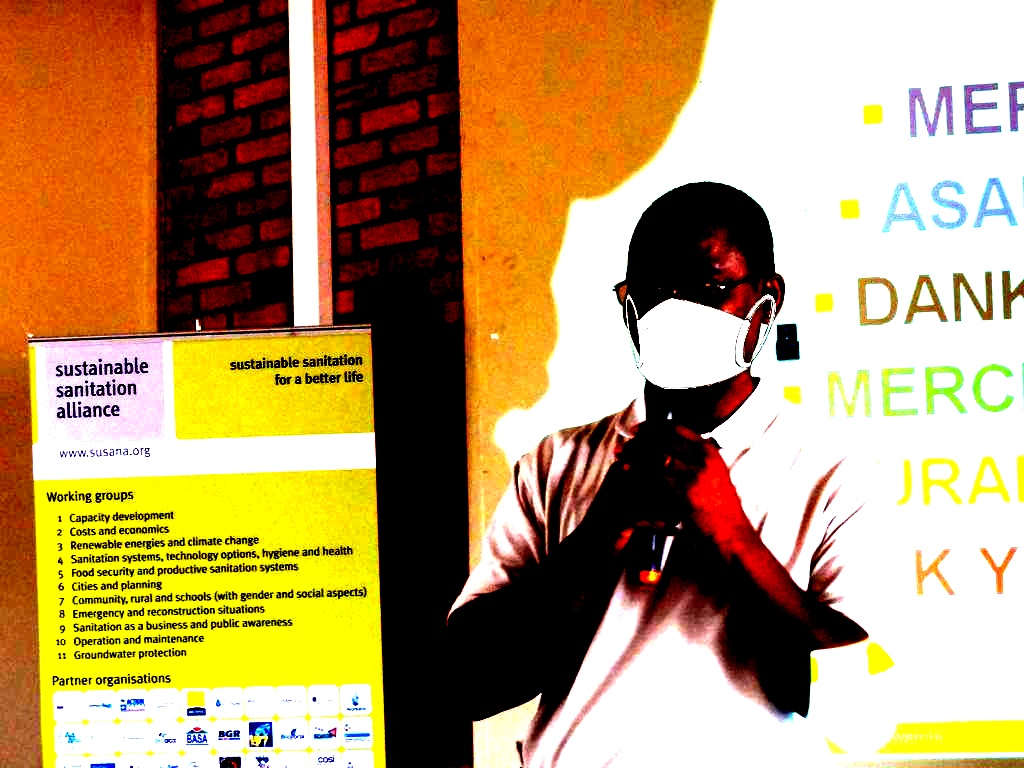 sustainable
sanitation
alliance
sustainable sanitation
for a better life
www.susana.org
Working groups
1 Capacity development
2 Costs and economics
3 Renewable energies and climate change
4 Sanitation systems, technology options, hygiene and health
5 Food security and productive sanitation systems
6 Cities and planning
7 Community, rural and schools (with gender and social aspects)
8 Emergency and reconstruction situations
9 Sanitation as a business and public awareness
10 Operation and maintenance
11 Groundwater protection
Partner organisations
BASA
BGR
cosi
MER
ASA
DANK
MERC
URA
K Y